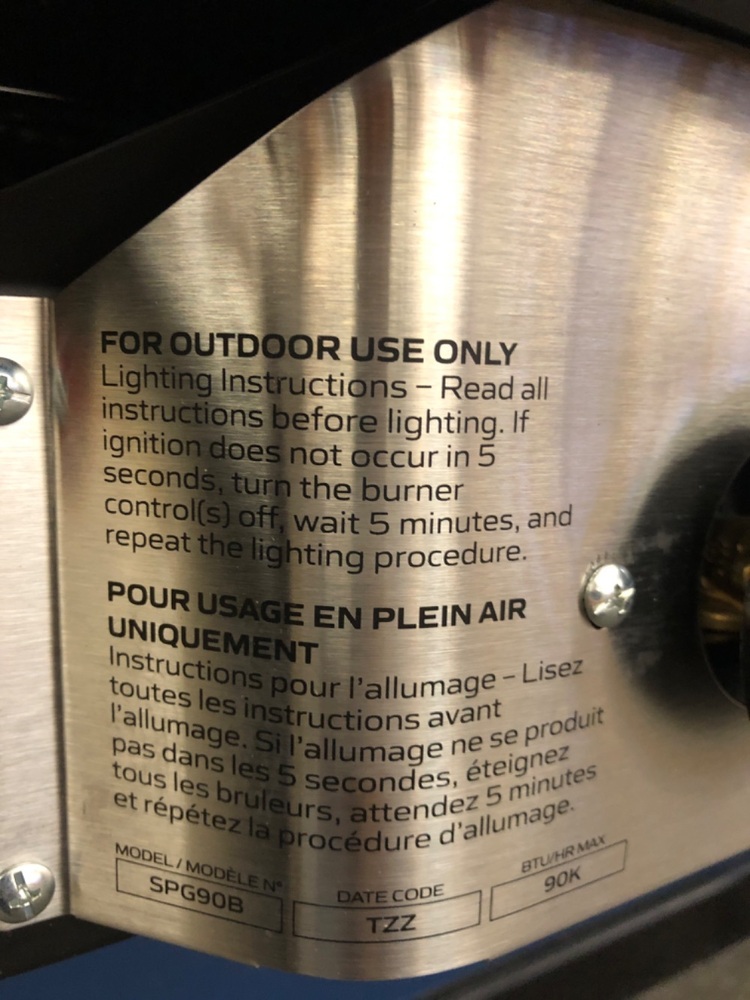 FOR OUTDOOR USE ONLY
Lighting Instructions – Read all
instructions before lighting. If
ignition does not occur in 5
seconds, turn the burner
control(s) off, wait 5 minutes, and
repeat the lighting procedure.
POUR USAGE EN PLEIN AIR
UNIQUEMENT
Instructions pour l'allumage – Lisez
toutes les instructions avant
l'allumage. Si l'allumage ne se produit
pas dans les 5 secondes, éteignez
tous les bruleurs, attendez 5 minutes
et répétez la procédure d'allumage.
MODEL / MODÈLE N° DATE CODE BTU/HR MAX
SPG90B TZZ 90K